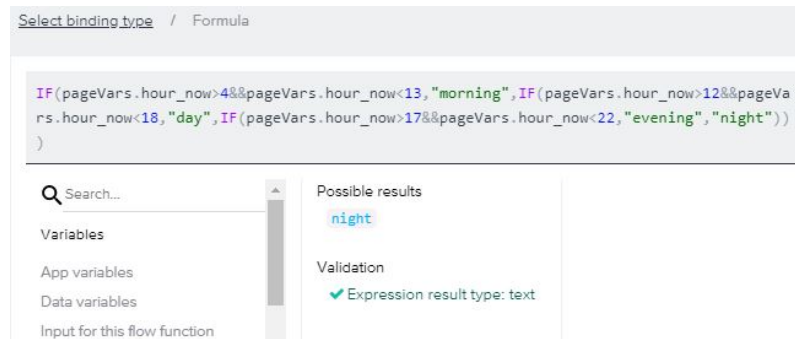 Select binding type / Formula
IF(pageVars.hour_now>4&&pageVars.hour_now<13,"morning",IF(pageVars.hour_now>12&&pageVa
rs.hour_now<18,"day",IF(pageVars.hour_now>17&&pageVars.hour_now<22,"evening","night"))
)
Search...
Variables
App variables
Data variables
Input for this flow function
Possible results
night
Validation
Expression result type: text